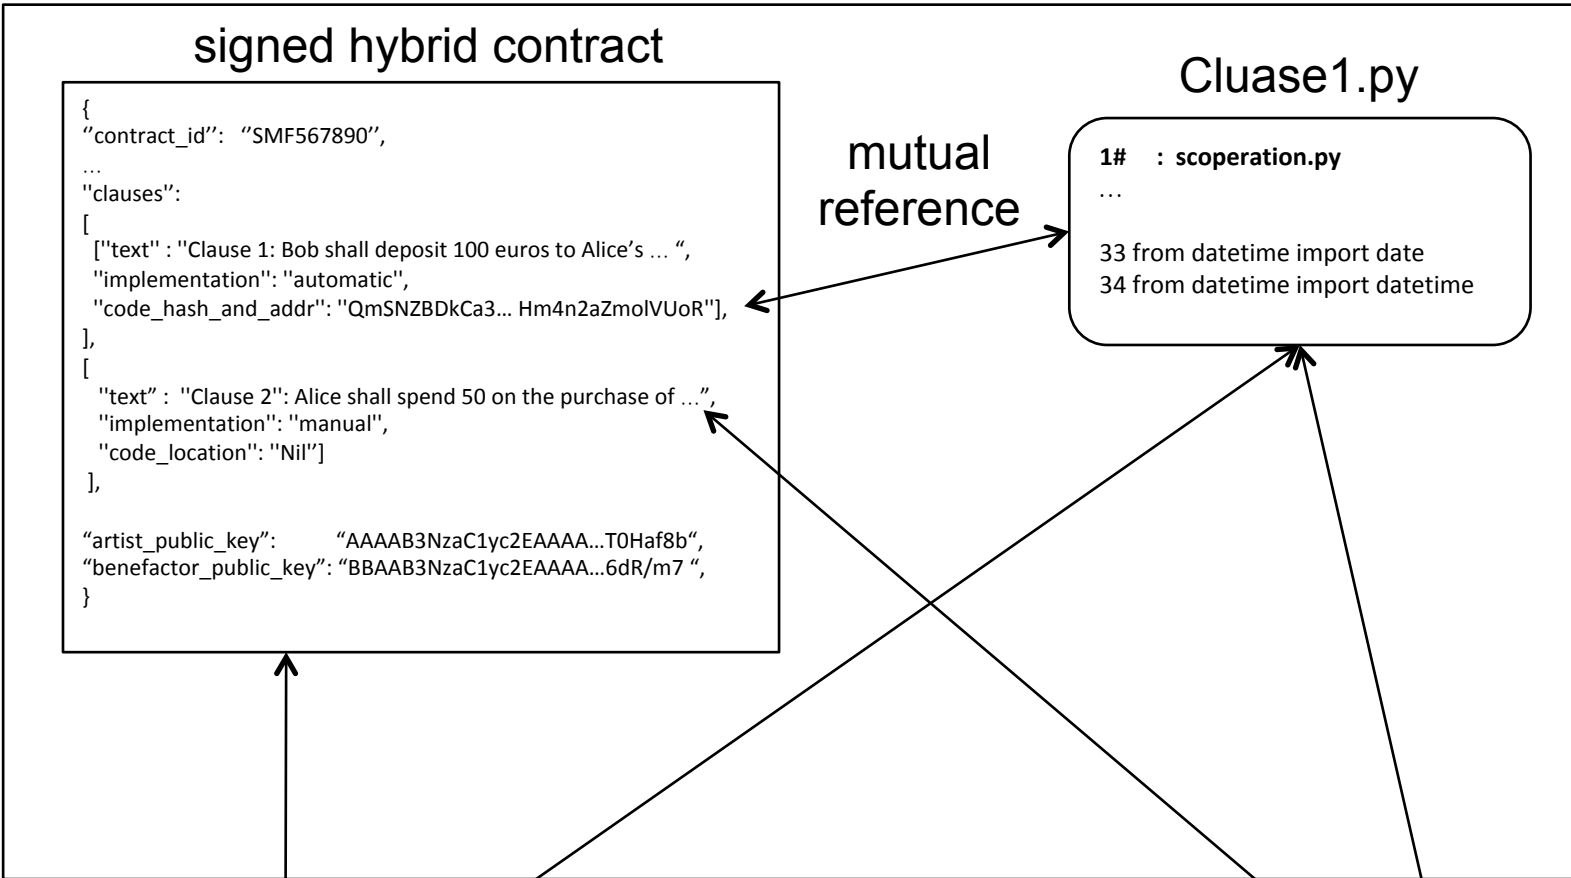 signed hybrid contract
{
‘’contract_id’’: ‘’SMF567890’’,
...
"clauses’’:
[
["text" : "Clause 1: Bob shall deposit 100 euros to Alice’s ... “,
"implementation": "automatic",
"code_hash_and_addr": "QmSNZBDkCa3... Hm4n2aZmolVUoR"],
],
[
"text” : "Clause 2": Alice shall spend 50 on the purchase of ...”,
"implementation": "manual",
"code_location": "Nil"]
],
“artist_public_key”: “AAAAB3NzaC1yc2EAAAA...T0Haf8b“,
“benefactor_public_key”: “BBAAB3NzaC1yc2EAAAA...6dR/m7 “,
}
mutual
reference
Cluase1.py
1# : scoperation.py
...
33 from datetime import date
34 from datetime import datetime